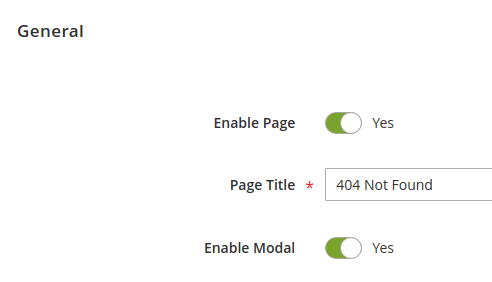 General
Enable Page Yes
Page Title * 404 Not Found
Enable Modal Yes